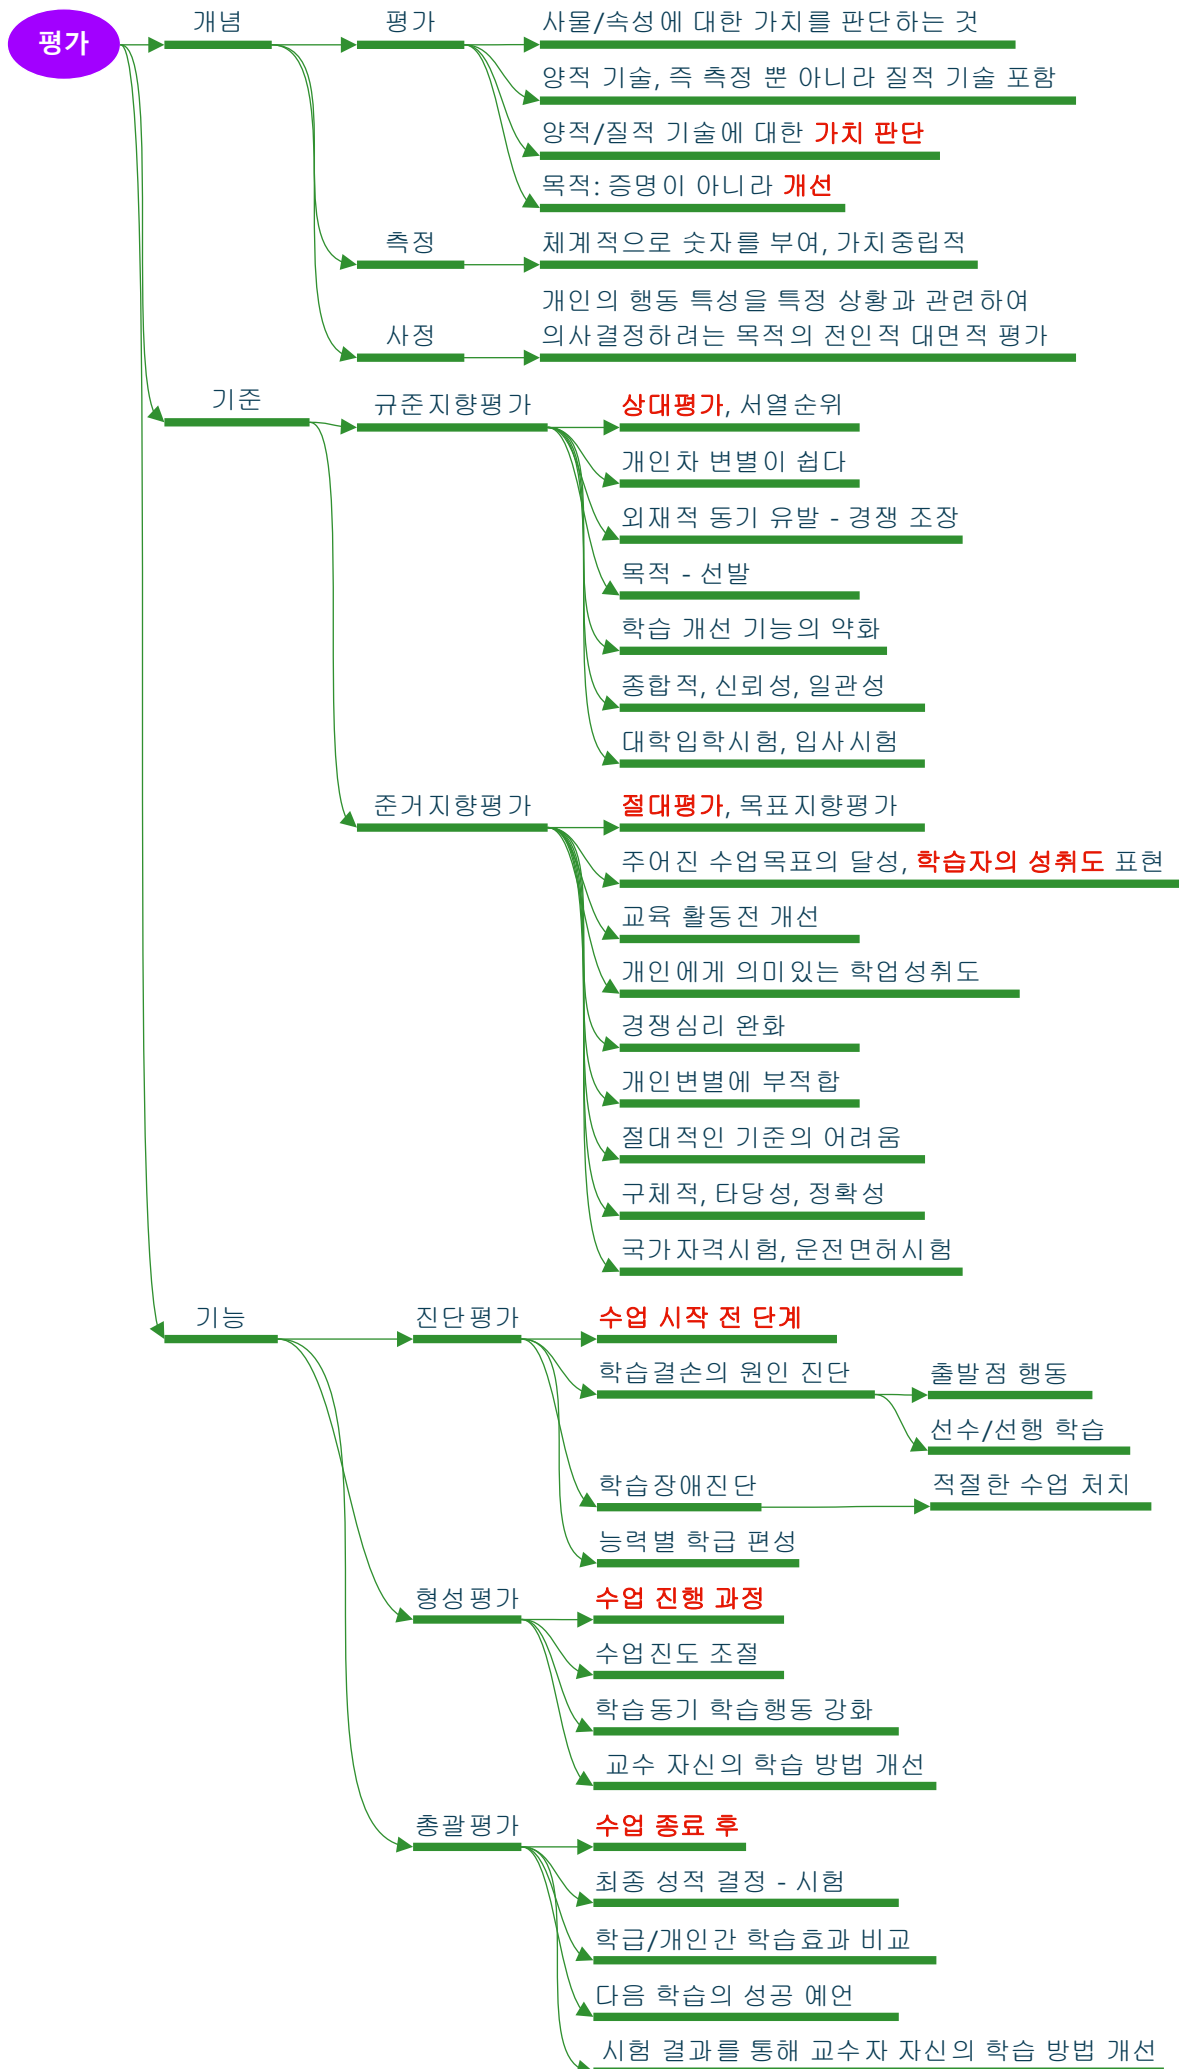 평가
개념
평가
사물/속성에 대한 가치를 판단하는 것
양적 기술, 즉 측정 뿐 아니라 질적 기술 포함
양적/질적 기술에 대한 가치 판단
목적: 증명이 아니라 개선
측정
체계적으로 숫자를 부여, 가치중립적
사정
개인의 행동 특성을 특정 상황과 관련하여
의사결정하려는 목적의 전인적 대면적 평가
기준
규준지향평가
상대평가, 서열순위
개인차 변별이 쉽다
외재적 동기 유발 - 경쟁 조장
목적 - 선발
학습 개선 기능의 약화
종합적, 신뢰성, 일관성
대학입학시험, 입사시험
준거지향평가
절대평가, 목표지향평가
주어진 수업목표의 달성, 학습자의 성취도 표현
교육 활동전 개선
개인에게 의미있는 학업성취도
경쟁심리 완화
개인변별에 부적합
절대적인 기준의 어려움
구체적, 타당성, 정확성
국가자격시험, 운전면허시험
기능
진단평가
수업 시작 전 단계
학습결손의 원인 진단
출발점 행동
선수/선행 학습
학습장애진단
적절한 수업 처치
능력별 학급 편성
형성평가
수업 진행 과정
수업진도 조절
학습동기 학습행동 강화
교수 자신의 학습 방법 개선
총괄평가
수업 종료 후
최종 성적 결정 - 시험
학급/개인간 학습효과 비교
다음 학습의 성공 예언
시험 결과를 통해 교수자 자신의 학습 방법 개선